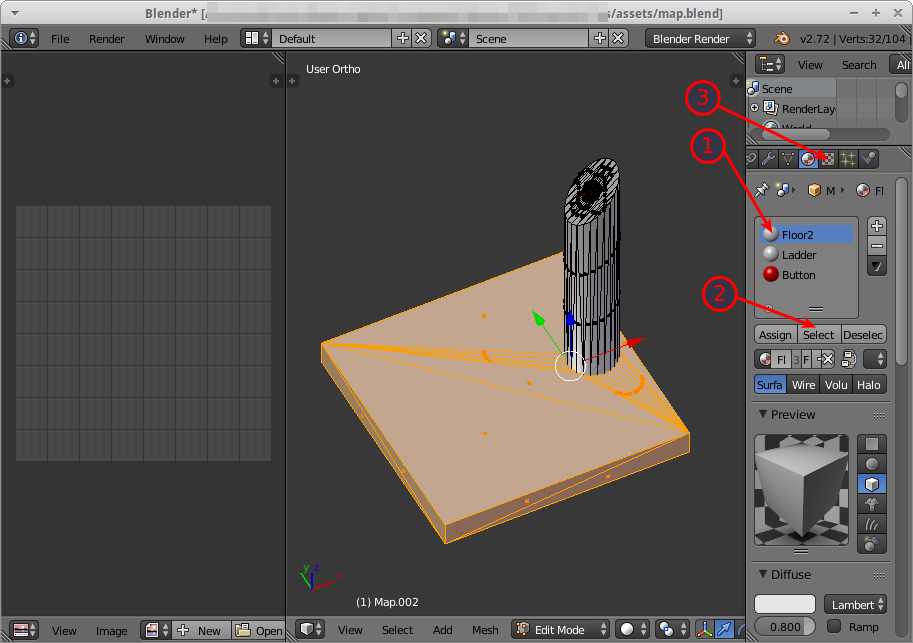 Blender* [/ s/assets/map.blend]
File Render Window Help Default Scene Blender Render v2.72 | Verts:32/104
User Ortho
View Search All
Scene
RenderLay
World
3
1
M Fl
Floor2
Ladder
Button
2
Assign Select Deselec
Fl 3 F
Surfa Wire Volu Halo
Preview
Diffuse
Lambert
0.800 Ramp
y z x
(1) Map.002
View Image New Open
View Select Add Mesh Edit Mode